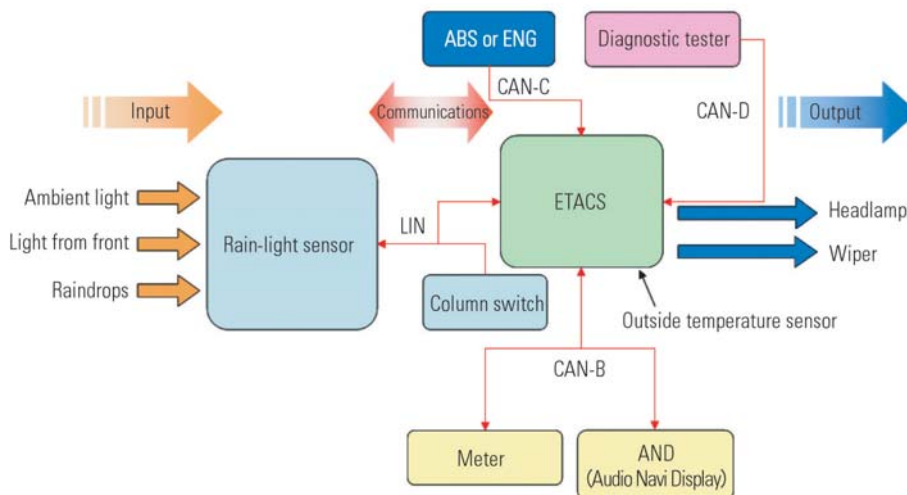 ABS or ENG
Diagnostic tester
Input
Communications
CAN-C
CAN-D
Output
Ambient light
Light from front
Raindrops
Rain-light sensor
LIN
ETACS
Headlamp
Wiper
Column switch
Outside temperature sensor
CAN-B
Meter
AND
(Audio Navi Display)